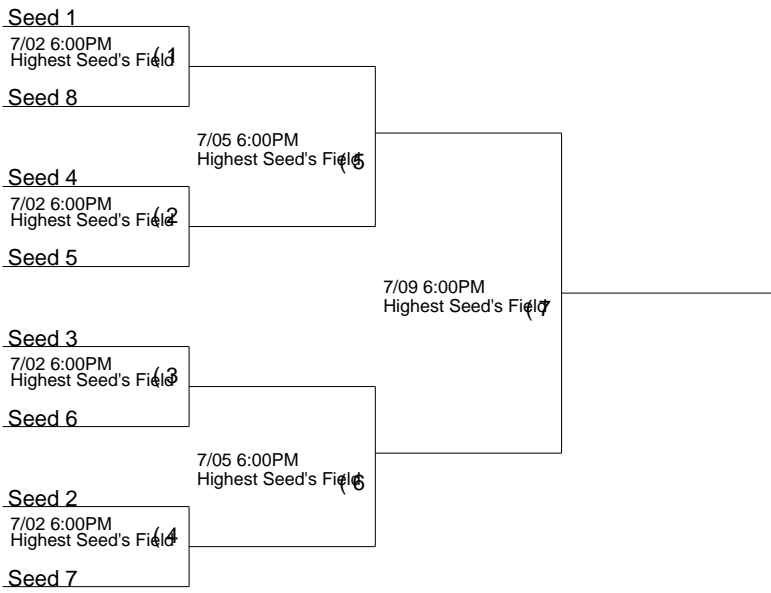 Seed 1
7/02 6:00PM
Highest Seed's Field ( 1
Seed 8
7/05 6:00PM
Highest Seed's Field ( 5
Seed 4
7/02 6:00PM
Highest Seed's Field ( 2
Seed 5
7/09 6:00PM
Highest Seed's Field ( 7
Seed 3
7/02 6:00PM
Highest Seed's Field ( 3
Seed 6
7/05 6:00PM
Highest Seed's Field ( 6
Seed 2
7/02 6:00PM
Highest Seed's Field ( 4
Seed 7